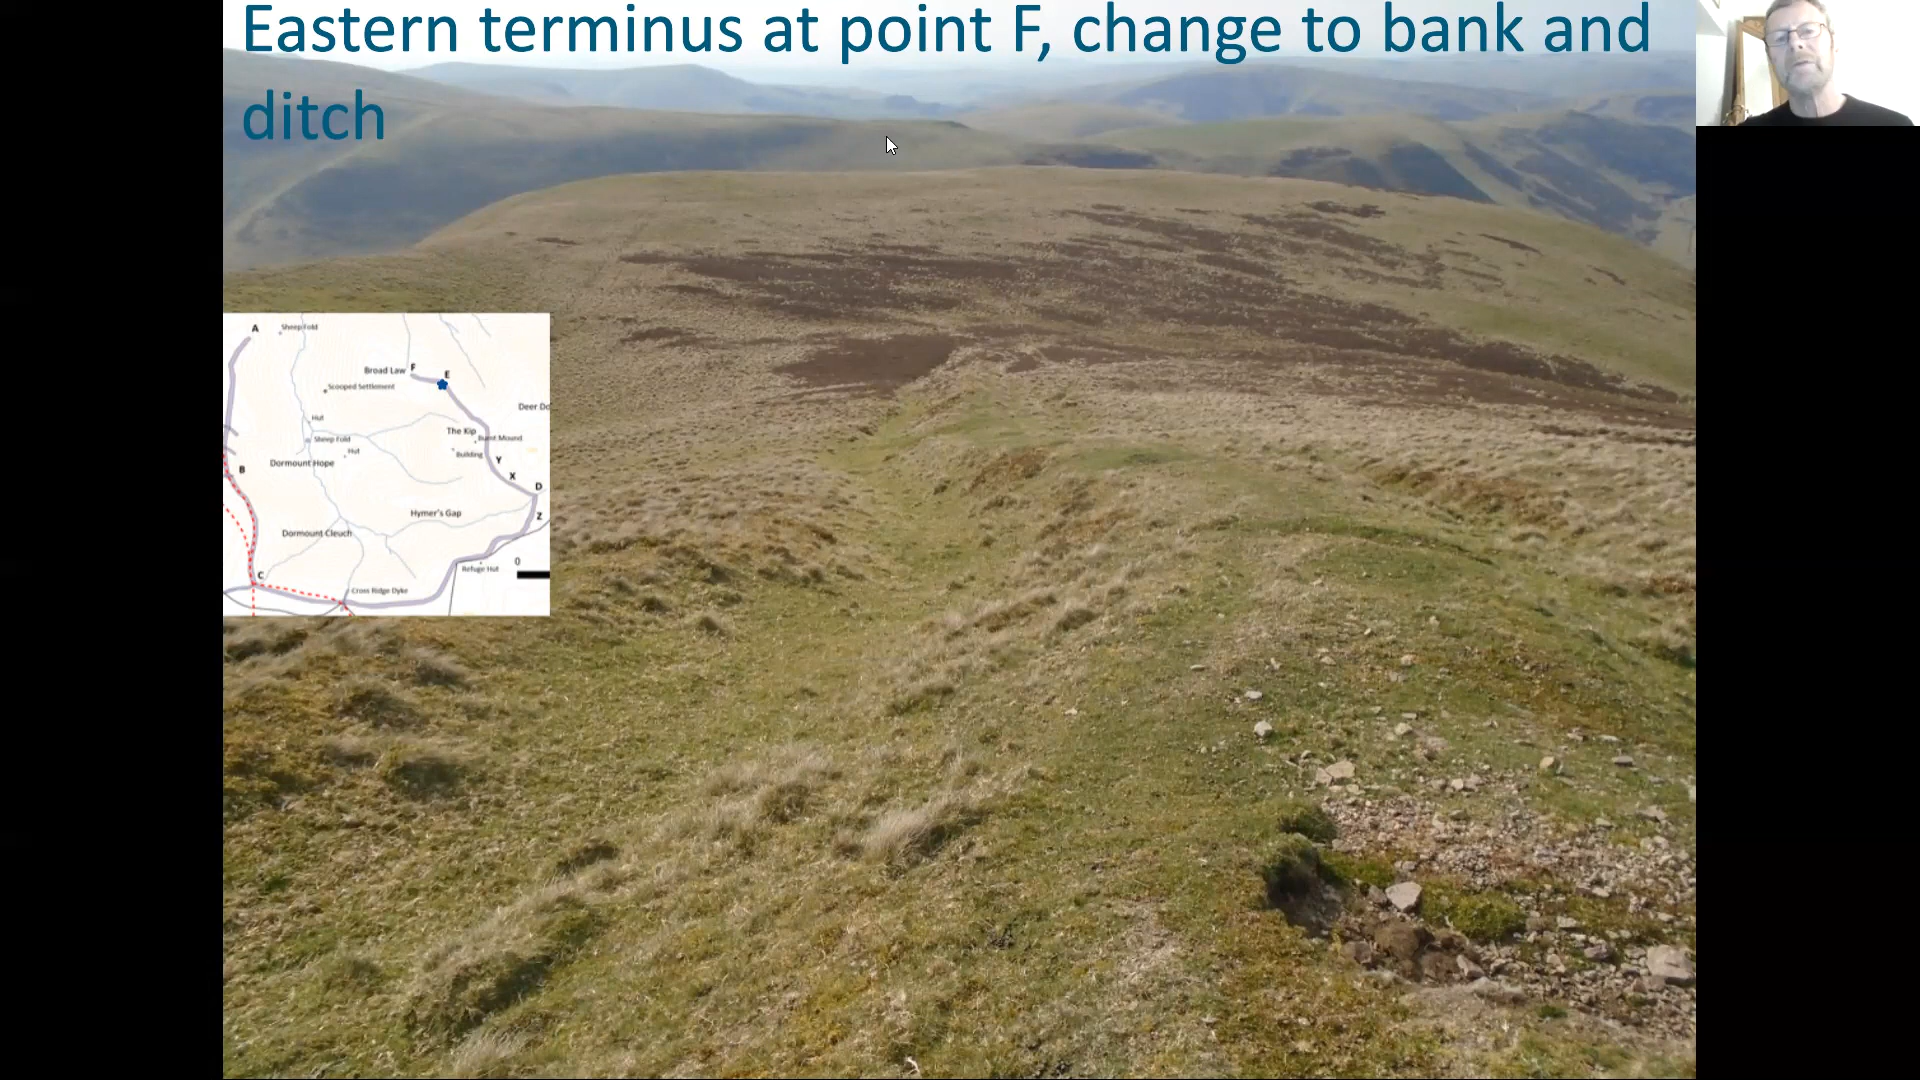 Eastern terminus at point F, change to bank and
ditch
A
Sheep Fold
Broad Law
F
E
Scooped Settlement
Deer Do
Hut
The Kip
Burnt Mound
Sheep Fold
Building
Hut
Y
Dormount Hope
B
X
D
Hymer's Gap
Z
Dormount Cleuch
0
Refuge Hut
C
Cross Ridge Dyke